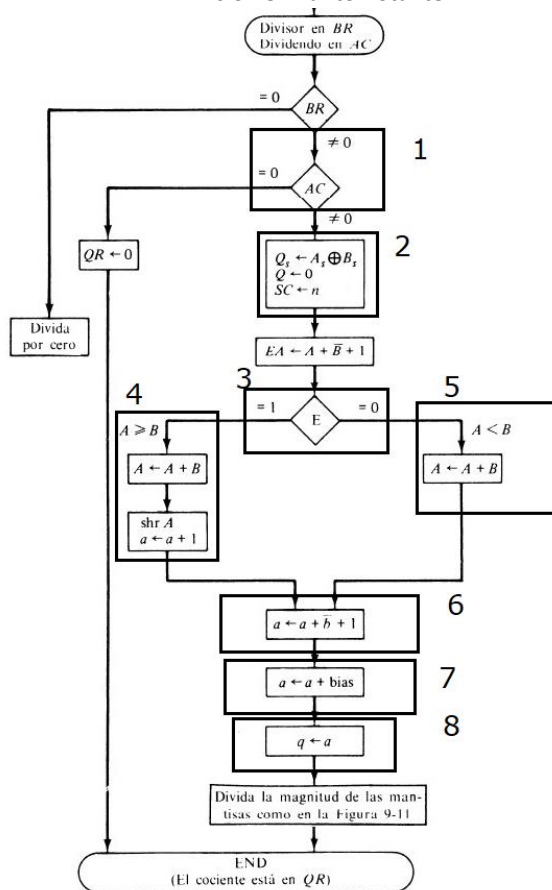 Divisor en BR
Dividendo en AC
= 0
BR
≠ 0
1
= 0
AC
≠ 0
2
QR ← 0
Qs ← As ⊕ Bs
Q ← 0
SC ← n
Divida
por cero
EA ← A + B̅ + 1
3
4
5
= 1
E
= 0
A ⩾ B
A < B
A ← A + B
A ← A + B
shr A
a ← a + 1
6
a ← a + b̅ + 1
7
a ← a + bias
8
q ← a
Divida la magnitud de las man-
tisas como en la Figura 9-11
END
(El cociente está en QR)